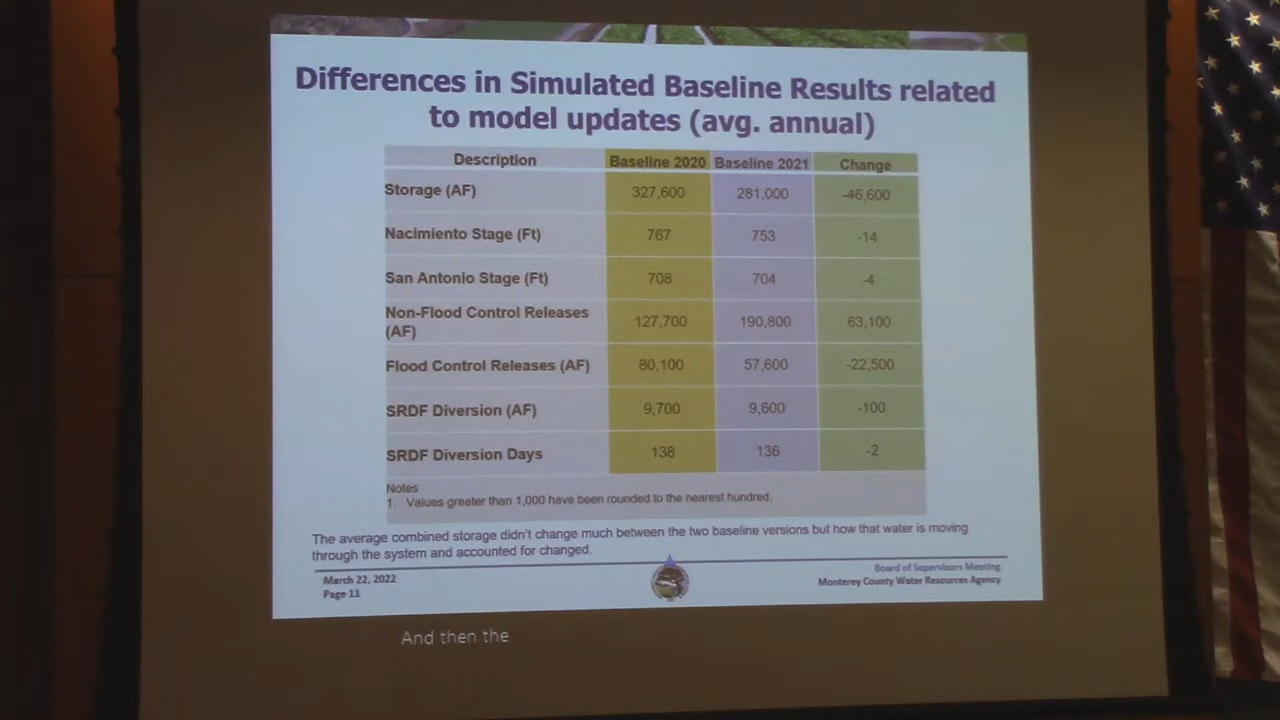 Differences in Simulated Baseline Results related
to model updates (avg. annual)
Description Baseline 2020 Baseline 2021 Change
Storage (AF) 327,600 281,000 -46,600
Nacimiento Stage (Ft) 767 753 -14
San Antonio Stage (Ft) 708 704 -4
Non-Flood Control Releases
(AF) 127,700 190,800 63,100
Flood Control Releases (AF) 80,100 57,600 -22,500
SRDF Diversion (AF) 9,700 9,600 -100
SRDF Diversion Days 138 136 -2
Notes
1. Values greater than 1,000 have been rounded to the nearest hundred.
The average combined storage didn't change much between the two baseline versions but how that water is moving
through the system and accounted for changed.
March 22, 2022
Page 11
Board of Supervisors Meeting
Monterey County Water Resources Agency
And then the